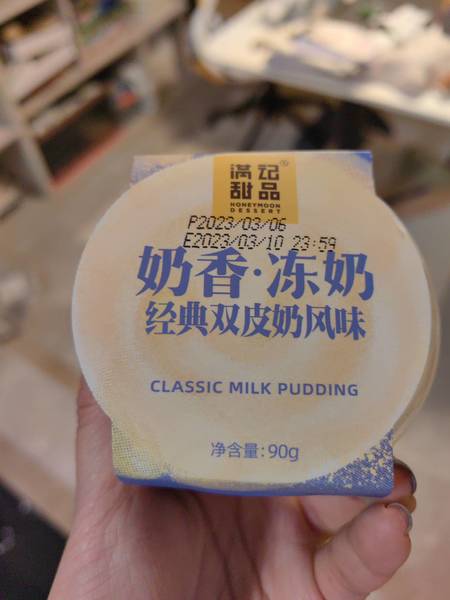 满记®
甜品
HONEYMOON
DESSERT
P2023/03/06
E2023/03/10 23:59
奶香·冻奶
经典双皮奶风味
CLASSIC MILK PUDDING
净含量:90g